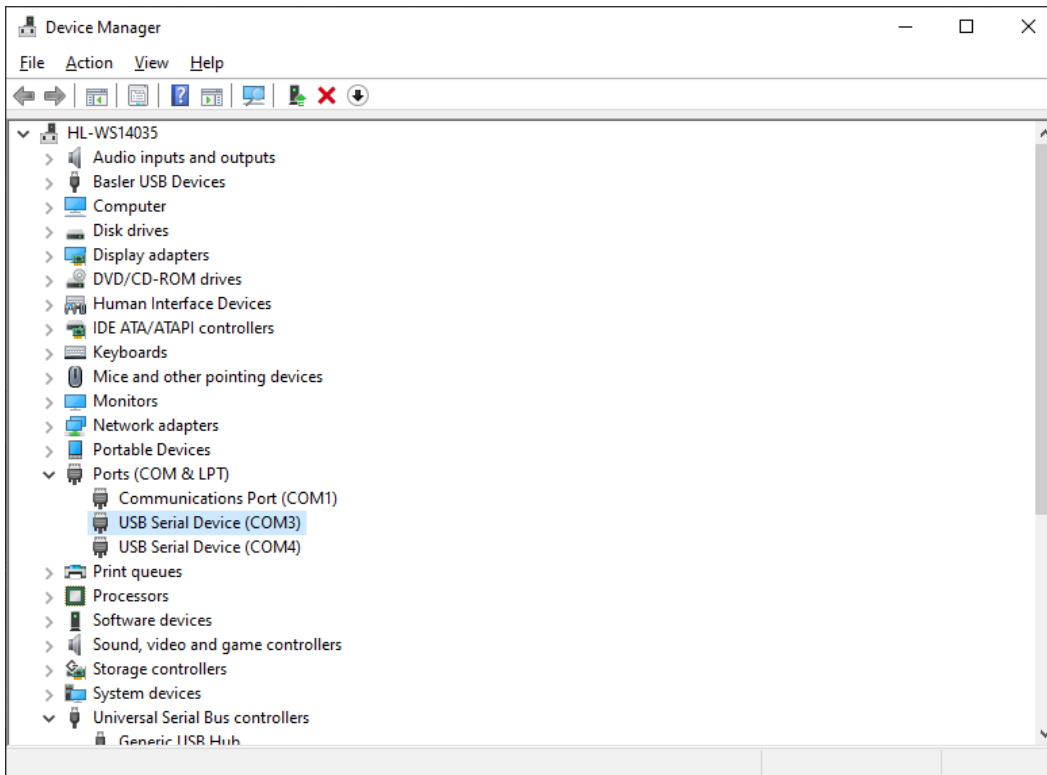 Device Manager
File Action View Help
HL-WS14035
Audio inputs and outputs
Basler USB Devices
Computer
Disk drives
Display adapters
DVD/CD-ROM drives
Human Interface Devices
IDE ATA/ATAPI controllers
Keyboards
Mice and other pointing devices
Monitors
Network adapters
Portable Devices
Ports (COM & LPT)
Communications Port (COM1)
USB Serial Device (COM3)
USB Serial Device (COM4)
Print queues
Processors
Software devices
Sound, video and game controllers
Storage controllers
System devices
Universal Serial Bus controllers
Generic USB Hub